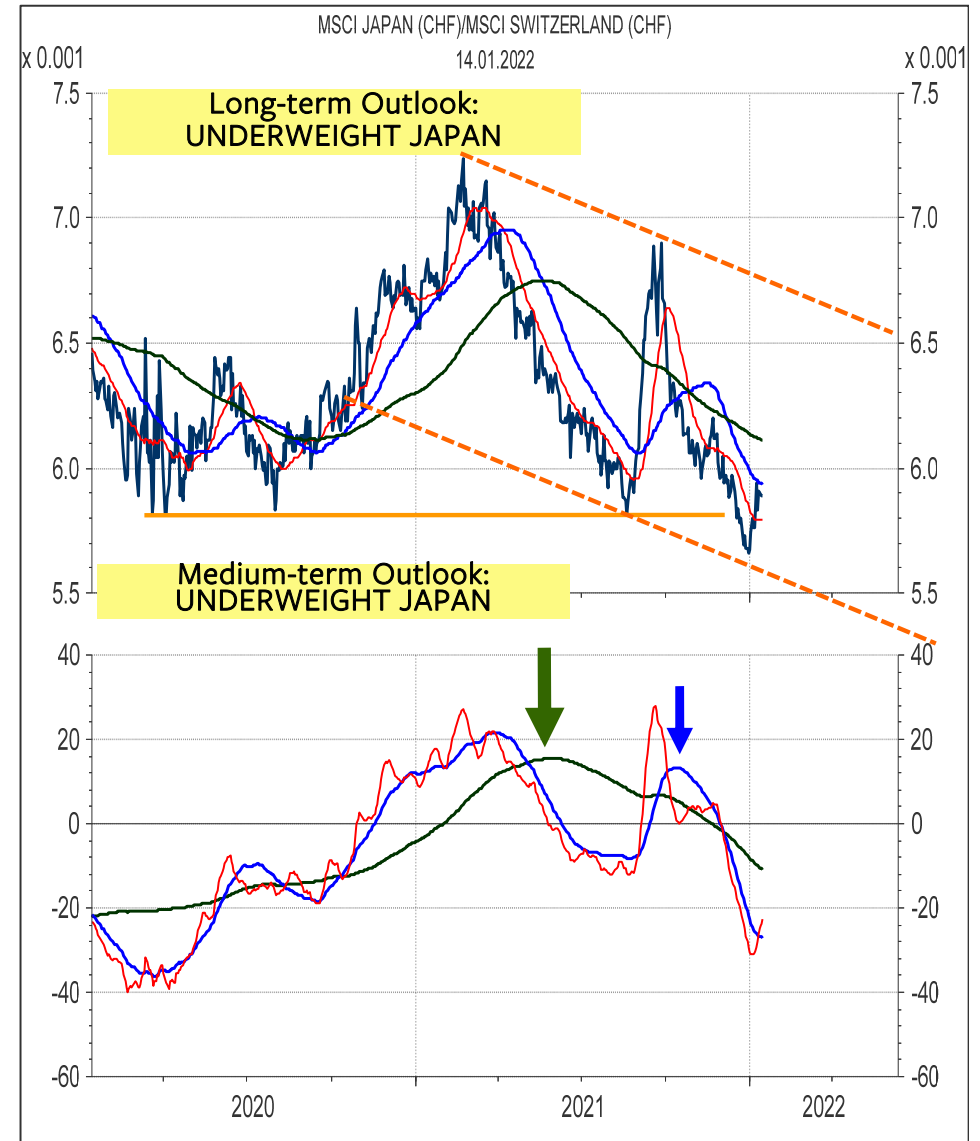 MSCI JAPAN (CHF)/MSCI SWITZERLAND (CHF)
14.01.2022
x 0.001 x 0.001
7.5 7.5
Long-term Outlook:
UNDERWEIGHT JAPAN
7.0 7.0
6.5 6.5
6.0 6.0
Medium-term Outlook:
UNDERWEIGHT JAPAN
5.5 5.5
40 40
20 20
0 0
-20 -20
-40 -40
-60 -60
2020 2021 2022